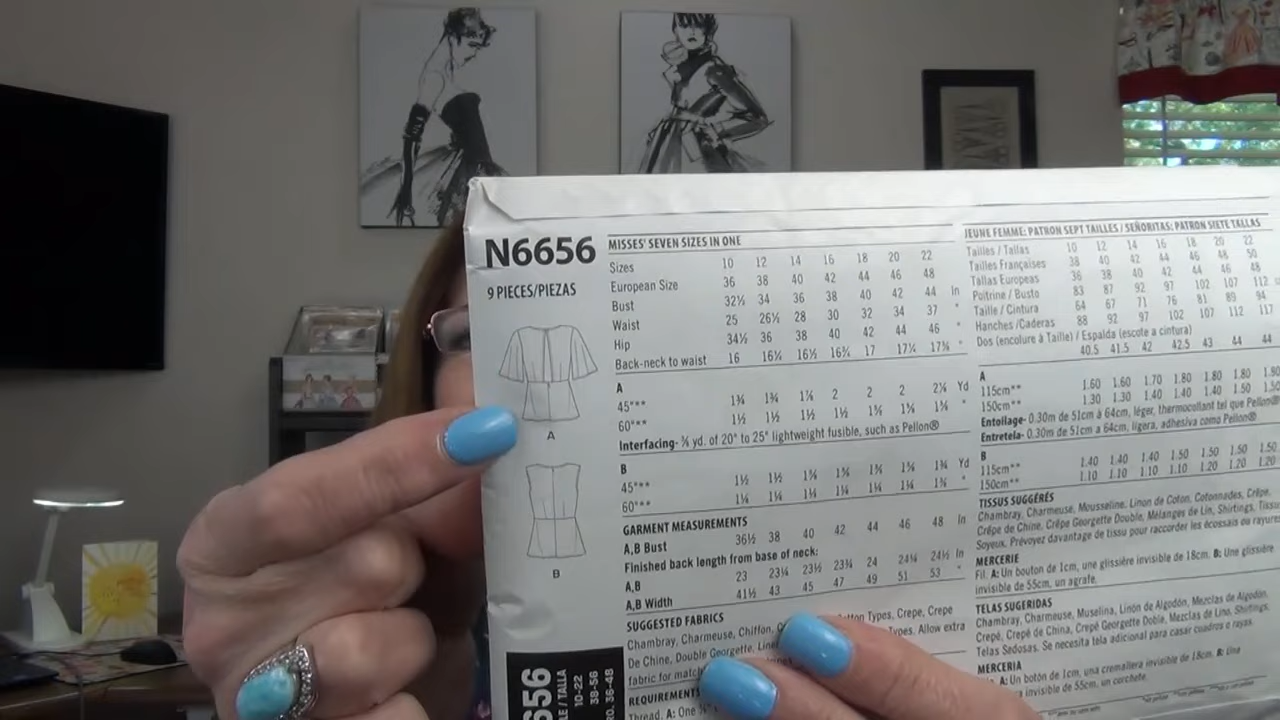 N6656
9 PIECES/PIEZAS
A
B
MISSES' SEVEN SIZES IN ONE
Sizes 10 12 14 16 18 20 22
European Size 36 38 40 42 44 46 48
Bust 32½ 34 36 38 40 42 44 In
Waist 25 26½ 28 30 32 34 37 "
Hip 34½ 36 38 40 42 44 46 "
Back-neck to waist 16 16¼ 16½ 16¾ 17 17¼ 17⅜ "
A
45"** 1¾ 1¾ 1⅞ 2 2 2 2⅛ Yd
60"** 1½ 1½ 1½ 1½ 1⅝ 1⅝ 1⅝ "
Interfacing- ⅜ yd. of 20" to 25" lightweight fusible, such as Pellon®
B
45"** 1½ 1½ 1⅝ 1⅝ 1⅝ 1⅝ 1¾ Yd
60"** 1¼ 1¼ 1¼ 1¼ 1¼ 1⅜ "
GARMENT MEASUREMENTS
A,B Bust 36½ 38 40 42 44 46 48 In
Finished back length from base of neck:
A,B 23 23¼ 23½ 23¾ 24 24¼ 24½ In
A,B Width 41½ 43 45 47 49 51 53 "
SUGGESTED FABRICS
Chambray, Charmeuse, Chiffon, Types, Crepe, Crepe
De Chine, Double Georgette, Types. Allow extra
fabric for
REQUIREMENTS
Thread. A: One
656
10-22
38-56
36-48
JEUNE FEMME: PATRON SEPT TAILLES / SEÑORITAS: PATRON SIETE TALLAS
Tailles / Tallas 10 12 14 16 18 20 22
Tailles Françaises 38 40 42 44 46 48 50
Tallas Europeas 36 38 40 42 44 46 48
Poitrine / Busto 83 87 92 97 102 107 112
Taille / Cintura 64 67 71 76 81 89 94
Hanches /Caderas 88 92 97 102 107 112 117
Dos (encolure à Taille) / Espalda (escote a cintura)
40.5 41.5 42 42.5 43 44 44
A
115cm** 1.60 1.60 1.70 1.80 1.80 1.80 1.90
150cm** 1.30 1.30 1.40 1.40 1.40 1.50 1.50
Entoilage- 0.30m de 51cm à 64cm, léger, thermocollant tel que Pellon®
Entretela- 0.30m de 51cm a 64cm, ligera, adhesiva como Pellon®
B
115cm** 1.40 1.40 1.40 1.50 1.50 1.50 1.50
150cm** 1.10 1.10 1.10 1.10 1.20 1.20 1.20
TISSUS SUGGÉRÉS
Chambray, Charmeuse, Mousseline, Linon de Coton, Cotonnades, Crêpe,
Crêpe de Chine, Crêpe Georgette Double, Mélanges de Lin, Shirtings, Tissus
Soyeux. Prévoyez davantage de tissu pour raccorder les écossais ou rayures
MERCERIE
Fil. A: Un bouton de 1cm, une glissière invisible de 18cm. B: Une glissière
invisible de 55cm, un agrafe.
TELAS SUGERIDAS
Chambray, Charmeuse, Muselina, Linón de Algodón, Mezclas de Algodón,
Crepé, Crepé de China, Crepé Georgette Doble, Mezclas de Lino, Shirtings,
Telas Sedosas. Se necesita tela adicional para casar cuadros o rayas.
MERCERIA
A: Un botón de 1cm, una cremallera invisible de 18cm. B: Una
invisible de 55cm, un corchete.